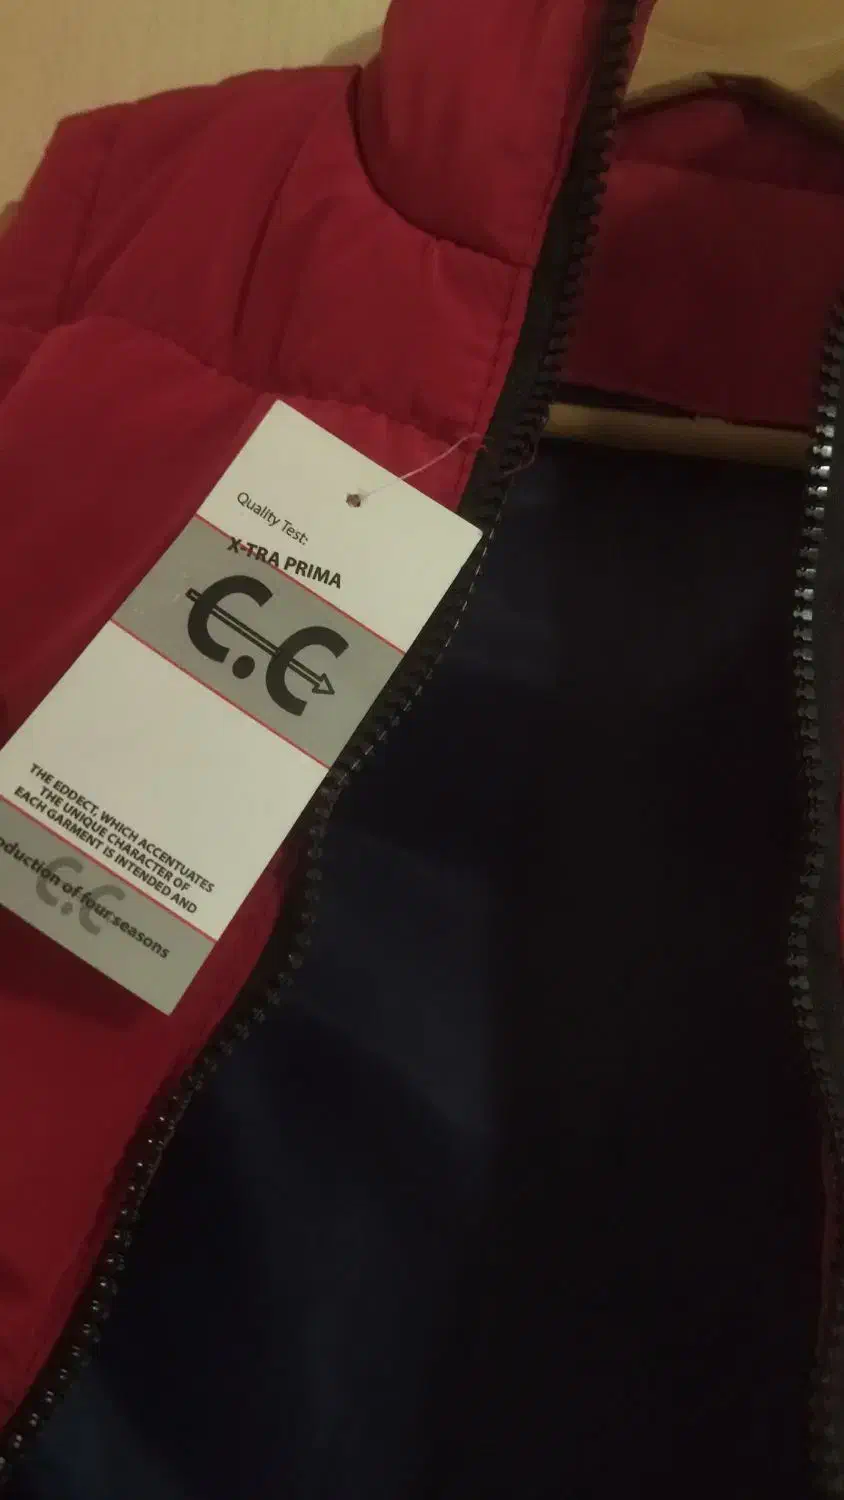 Quality Test:
X-TRA PRIMA
C.C
THE EDDECT, WHICH ACCENTUATES
THE UNIQUE CHARACTER OF
EACH GARMENT IS INTENDED AND
C.C
oduction of four seasons